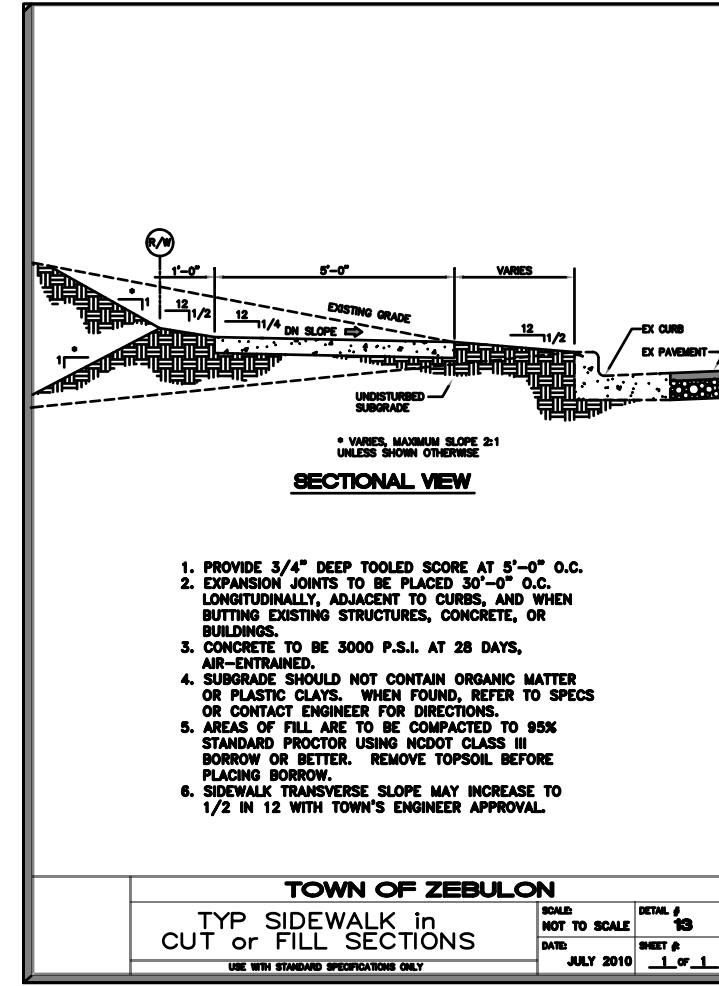 R/W
1'-0"
5'-0"
VARIES
*
1
12
1/2
12
1/4
EXISTING GRADE
DN SLOPE
12
1/2
EX CURB
EX PAVEMENT
*
1
UNDISTURBED
SUBGRADE
* VARIES, MAXIMUM SLOPE 2:1
UNLESS SHOWN OTHERWISE
SECTIONAL VIEW
1. PROVIDE 3/4" DEEP TOOLED SCORE AT 5'-0" O.C.
2. EXPANSION JOINTS TO BE PLACED 30'-0" O.C.
LONGITUDINALLY, ADJACENT TO CURBS, AND WHEN
BUTTING EXISTING STRUCTURES, CONCRETE, OR
BUILDINGS.
3. CONCRETE TO BE 3000 P.S.I. AT 28 DAYS,
AIR-ENTRAINED.
4. SUBGRADE SHOULD NOT CONTAIN ORGANIC MATTER
OR PLASTIC CLAYS. WHEN FOUND, REFER TO SPECS
OR CONTACT ENGINEER FOR DIRECTIONS.
5. AREAS OF FILL ARE TO BE COMPACTED TO 95%
STANDARD PROCTOR USING NCDOT CLASS III
BORROW OR BETTER. REMOVE TOPSOIL BEFORE
PLACING BORROW.
6. SIDEWALK TRANSVERSE SLOPE MAY INCREASE TO
1/2 IN 12 WITH TOWN'S ENGINEER APPROVAL.
TOWN OF ZEBULON
TYP SIDEWALK in
CUT or FILL SECTIONS
USE WITH STANDARD SPECIFICATIONS ONLY
SCALE:
NOT TO SCALE
DETAIL #
13
DATE:
JULY 2010
SHEET #:
1 OF 1